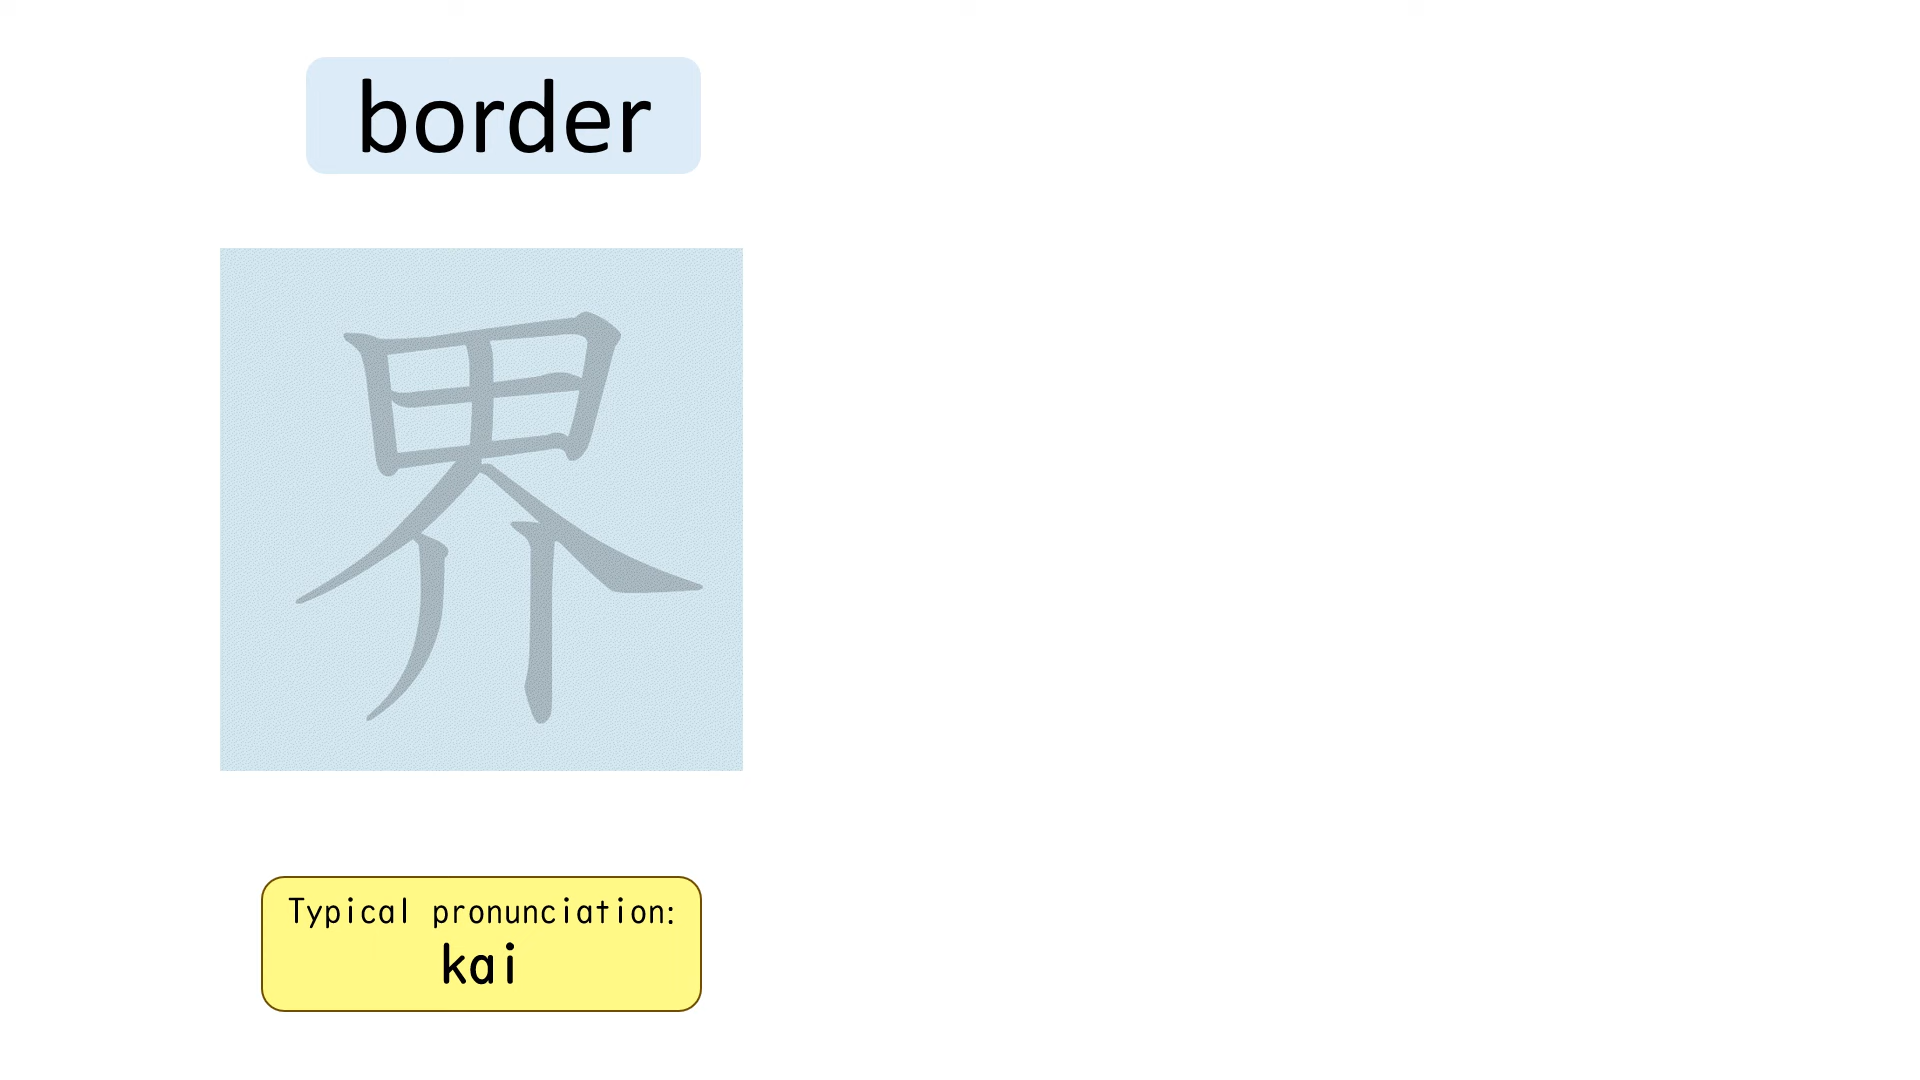 border
界
Typical pronunciation:
kai